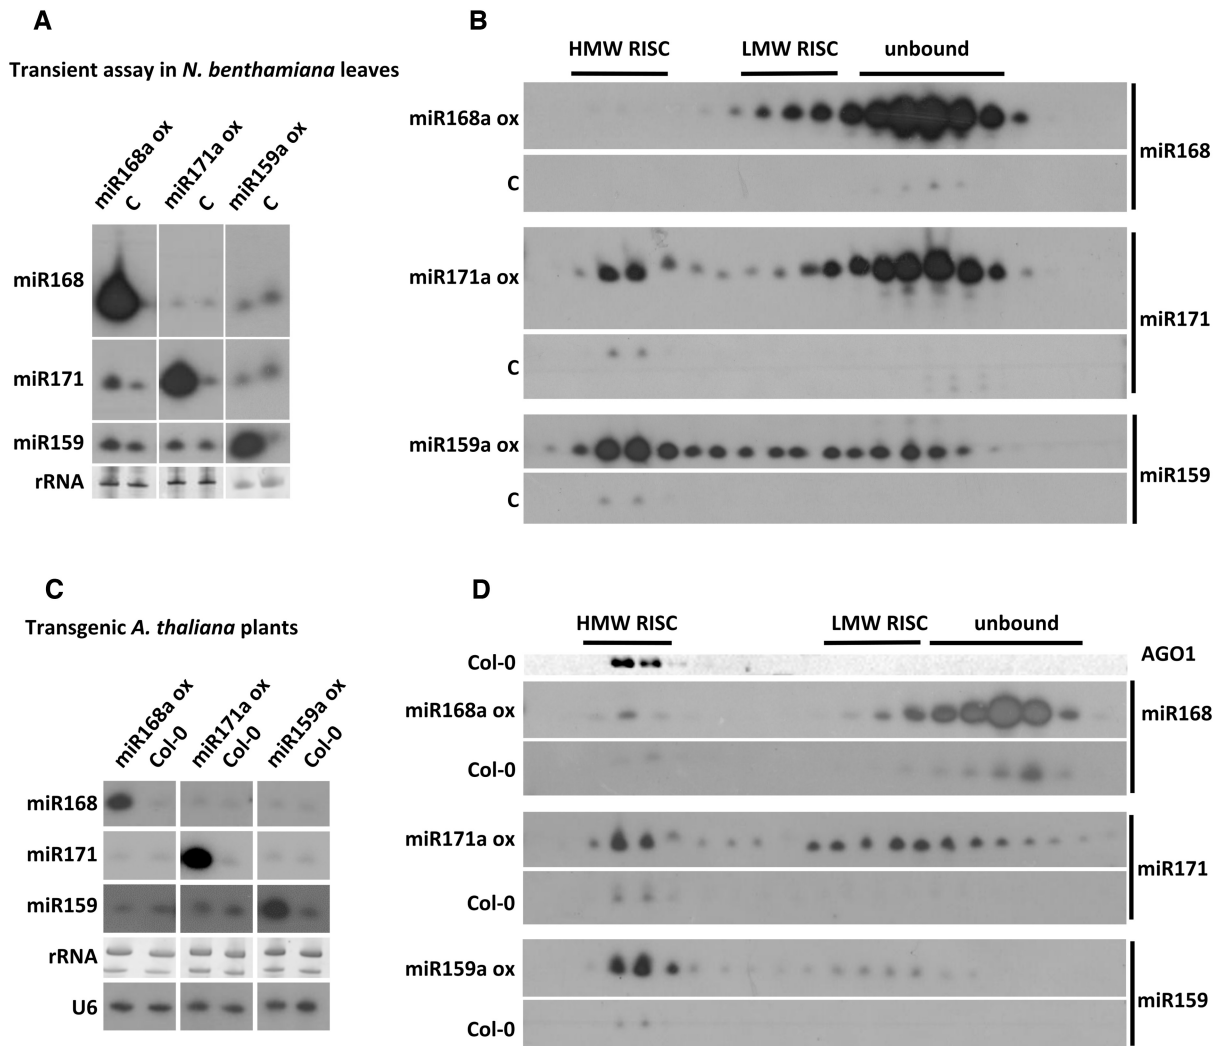 A
Transient assay in N. benthamiana leaves
miR168a ox
C
miR171a ox
C
miR159a ox
C
miR168
miR171
miR159
rRNA
B
HMW RISC
LMW RISC
unbound
miR168a ox
C
miR168
miR171a ox
C
miR171
miR159a ox
C
miR159
C
Transgenic A. thaliana plants
miR168a ox
Col-0
miR171a ox
Col-0
miR159a ox
Col-0
miR168
miR171
miR159
rRNA
U6
D
HMW RISC
LMW RISC
unbound
Col-0
AGO1
miR168a ox
Col-0
miR168
miR171a ox
Col-0
miR171
miR159a ox
Col-0
miR159